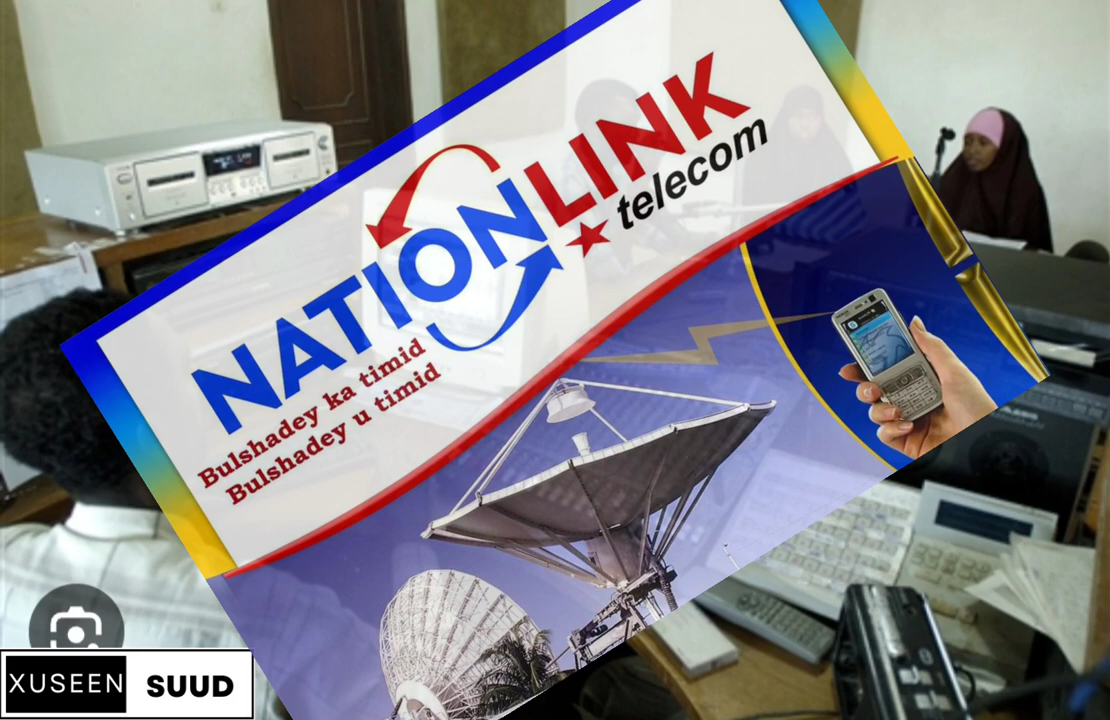 NATIONLINK
telecom
Bulshadey ka timid
Bulshadey u timid
XUSEEN SUUD